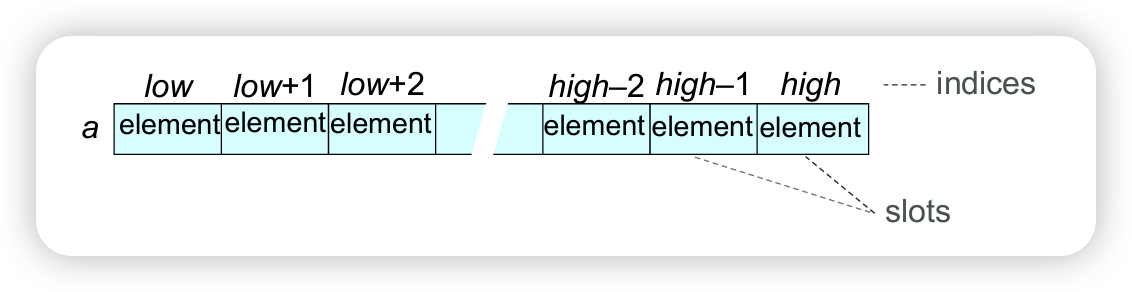 low low+1 low+2 high–2 high–1 high indices
a element element element element element element
slots